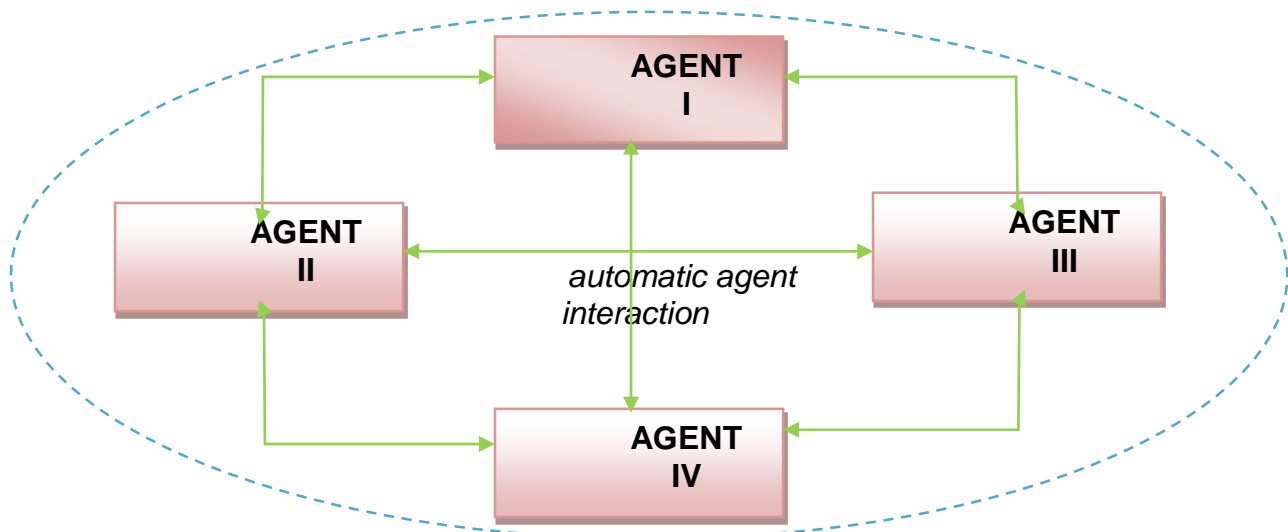 AGENT
I
AGENT
II
AGENT
III
automatic agent
interaction
AGENT
IV